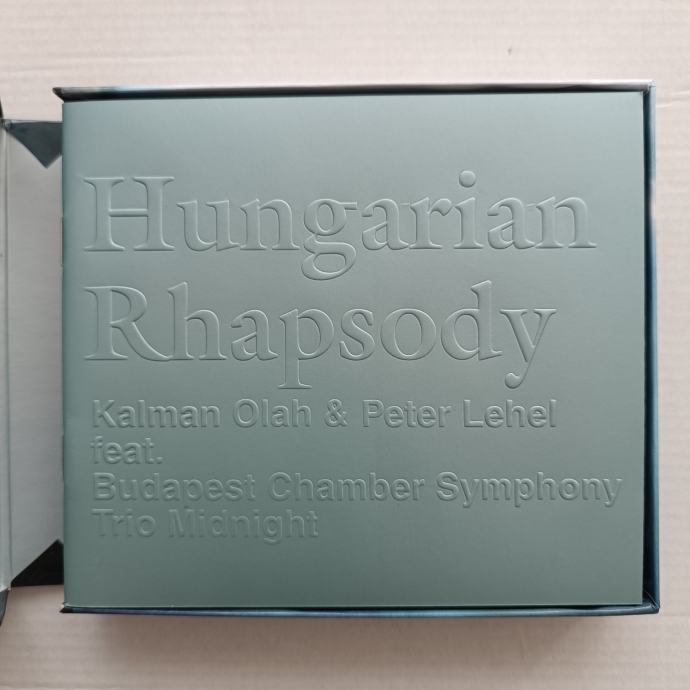 Hungarian
Rhapsody
Kalman Olah & Peter Lehel
feat.
Budapest Chamber Symphony
Trio Midnight